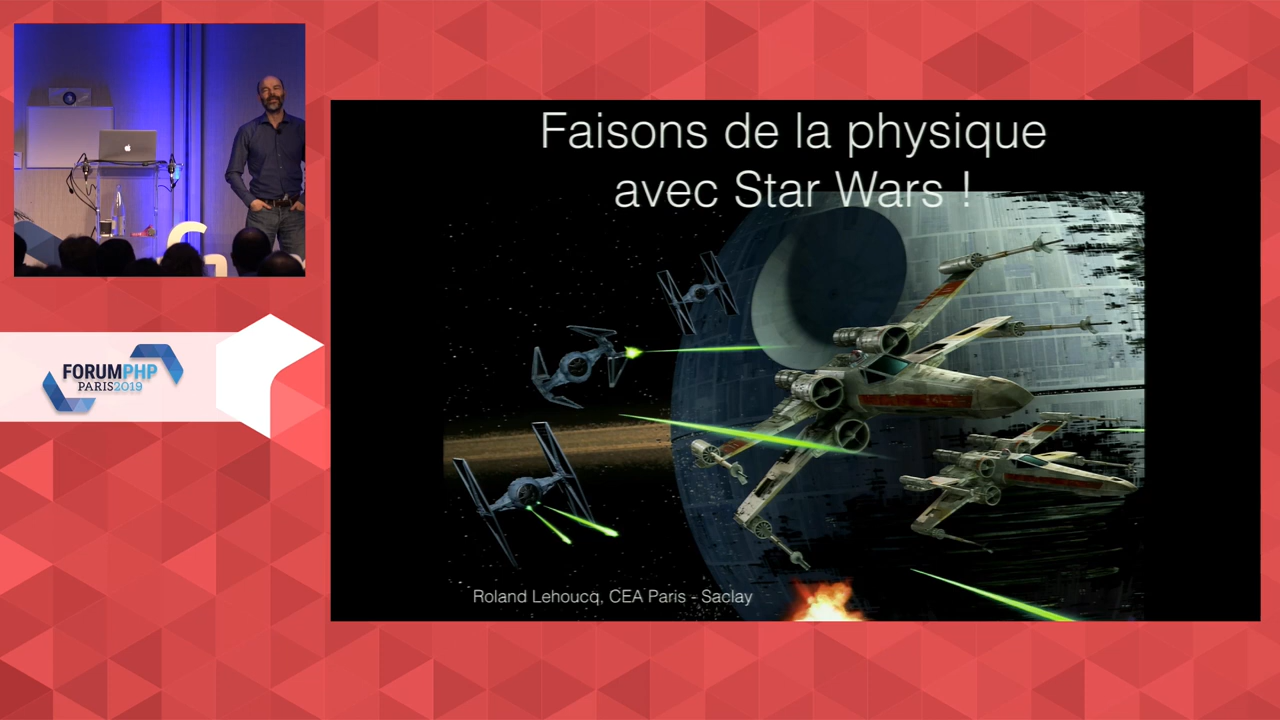 Faisons de la physique
avec Star Wars !
FORUMPHP
PARIS2019
Roland Lehoucq, CEA Paris - Saclay